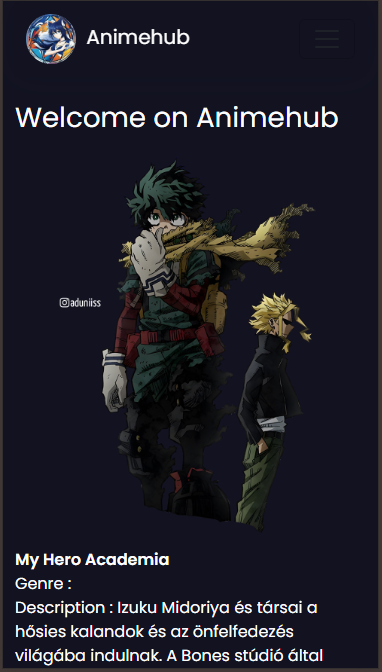 Animehub
Welcome on Animehub
@aduniiss
My Hero Academia
Genre :
Description : Izuku Midoriya és társai a
hősies kalandok és az önfelfedezés
világába indulnak. A Bones stúdió által